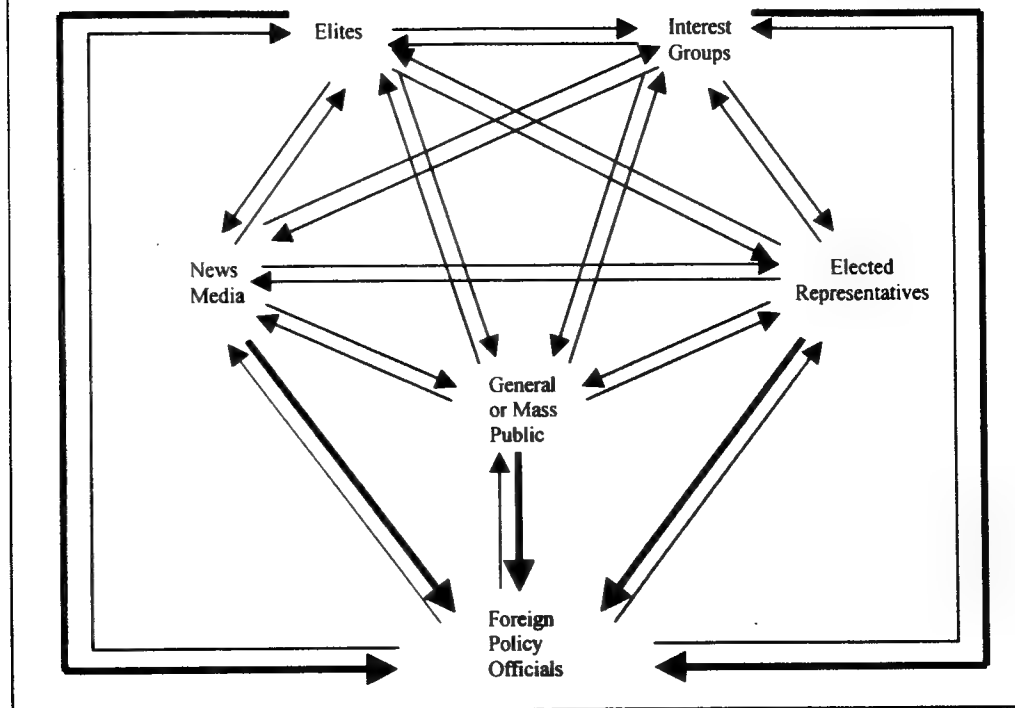 Elites
Interest
Groups
News
Media
Elected
Representatives
General
or Mass
Public
Foreign
Policy
Officials